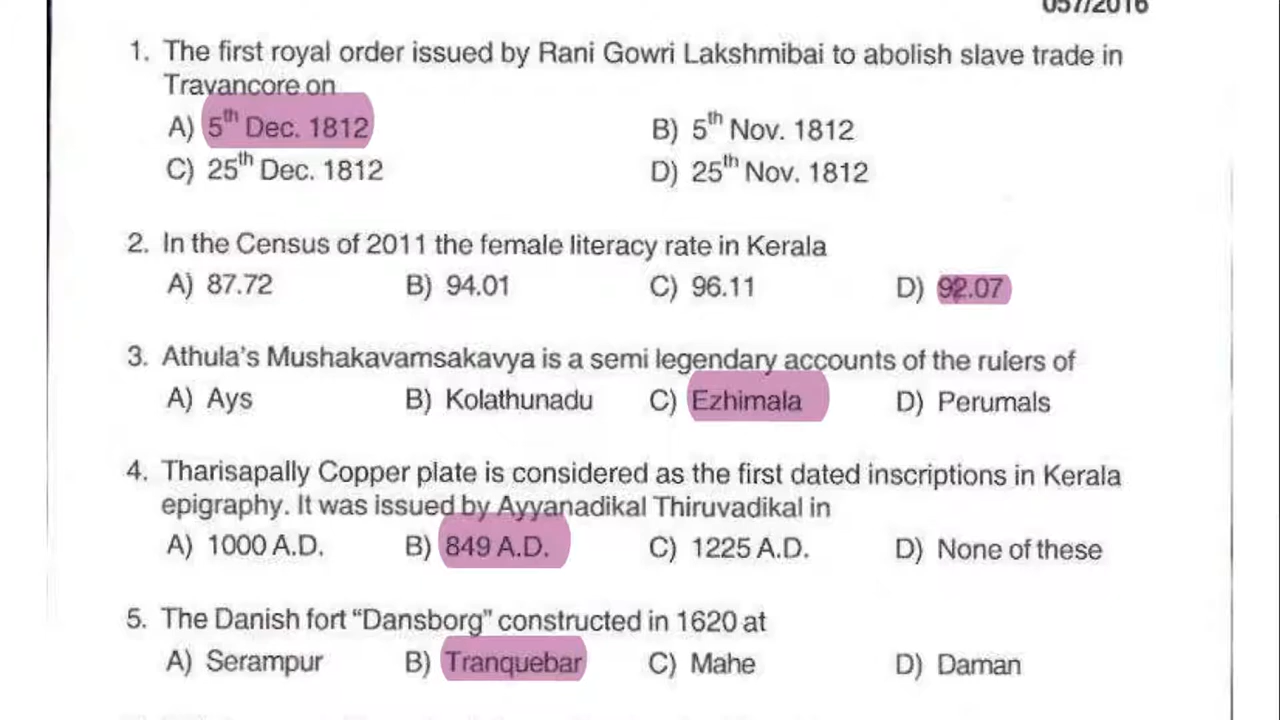 057/2016
1. The first royal order issued by Rani Gowri Lakshmibai to abolish slave trade in
Travancore on
A) 5th Dec. 1812 B) 5th Nov. 1812
C) 25th Dec. 1812 D) 25th Nov. 1812
2. In the Census of 2011 the female literacy rate in Kerala
A) 87.72 B) 94.01 C) 96.11 D) 92.07
3. Athula's Mushakavamsakavya is a semi legendary accounts of the rulers of
A) Ays B) Kolathunadu C) Ezhimala D) Perumals
4. Tharisapally Copper plate is considered as the first dated inscriptions in Kerala
epigraphy. It was issued by Ayyanadikal Thiruvadikal in
A) 1000 A.D. B) 849 A.D. C) 1225 A.D. D) None of these
5. The Danish fort “Dansborg” constructed in 1620 at
A) Serampur B) Tranquebar C) Mahe D) Daman